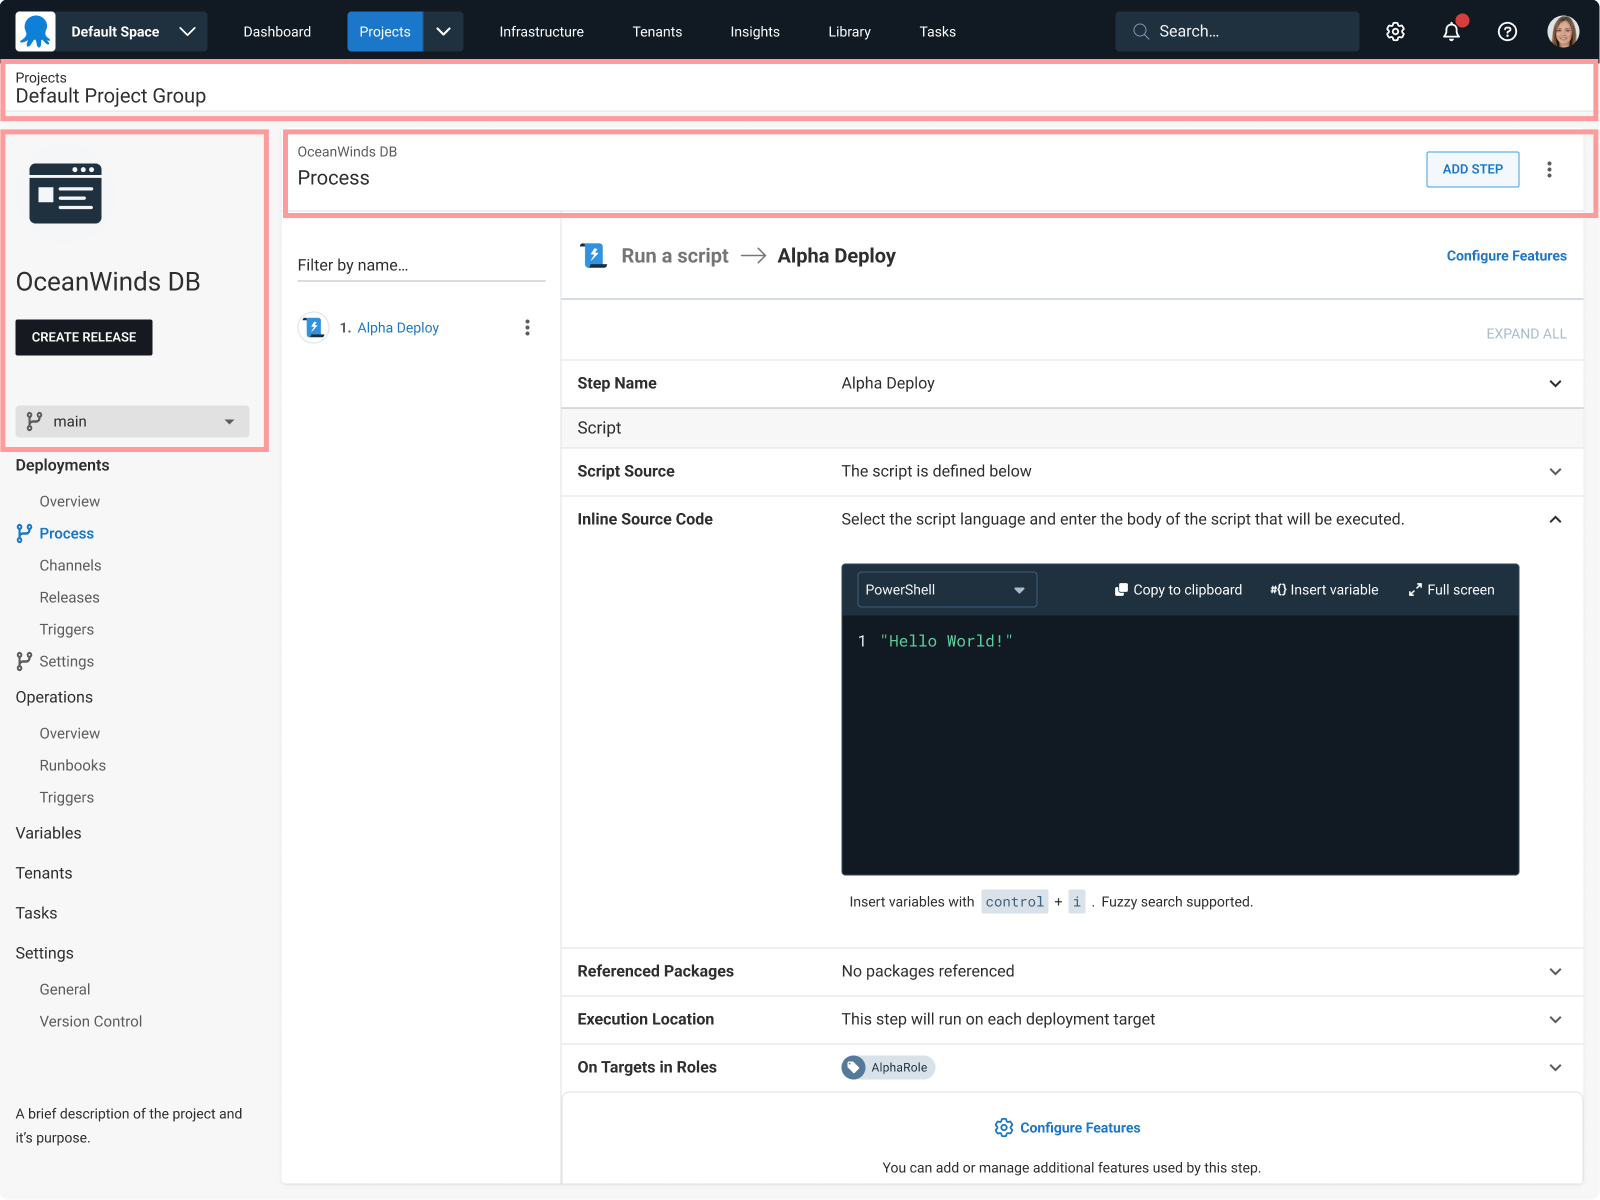 Default Space
Dashboard
Projects
Infrastructure
Tenants
Insights
Library
Tasks
Search...
Projects
Default Project Group
OceanWinds DB
CREATE RELEASE
main
Deployments
Overview
Process
Channels
Releases
Triggers
Settings
Operations
Overview
Runbooks
Triggers
Variables
Tenants
Tasks
Settings
General
Version Control
A brief description of the project and
it's purpose.
OceanWinds DB
Process
ADD STEP
Filter by name...
1. Alpha Deploy
Run a script → Alpha Deploy
Configure Features
EXPAND ALL
Step Name Alpha Deploy
Script
Script Source The script is defined below
Inline Source Code Select the script language and enter the body of the script that will be executed.
PowerShell
Copy to clipboard
#{} Insert variable
Full screen
1 "Hello World!"
Insert variables with control + i . Fuzzy search supported.
Referenced Packages No packages referenced
Execution Location This step will run on each deployment target
On Targets in Roles AlphaRole
Configure Features
You can add or manage additional features used by this step.